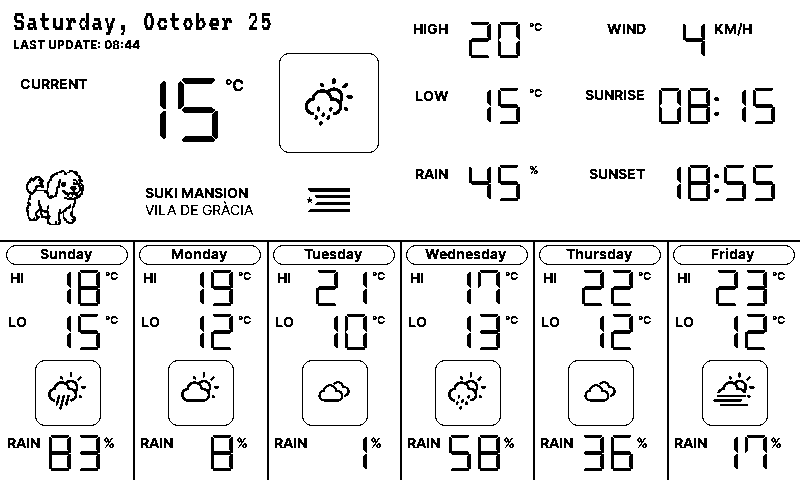 Saturday, October 25
LAST UPDATE: 08:44
CURRENT 15 °C
HIGH 20 °C
LOW 15 °C
RAIN 45 %
WIND 4 KM/H
SUNRISE 08:15
SUNSET 18:55
SUKI MANSION
VILA DE GRÀCIA
Sunday
HI 18 °C
LO 15 °C
RAIN 83 %
Monday
HI 19 °C
LO 12 °C
RAIN 8 %
Tuesday
HI 21 °C
LO 10 °C
RAIN 1 %
Wednesday
HI 17 °C
LO 13 °C
RAIN 58 %
Thursday
HI 22 °C
LO 12 °C
RAIN 36 %
Friday
HI 23 °C
LO 12 °C
RAIN 17 %